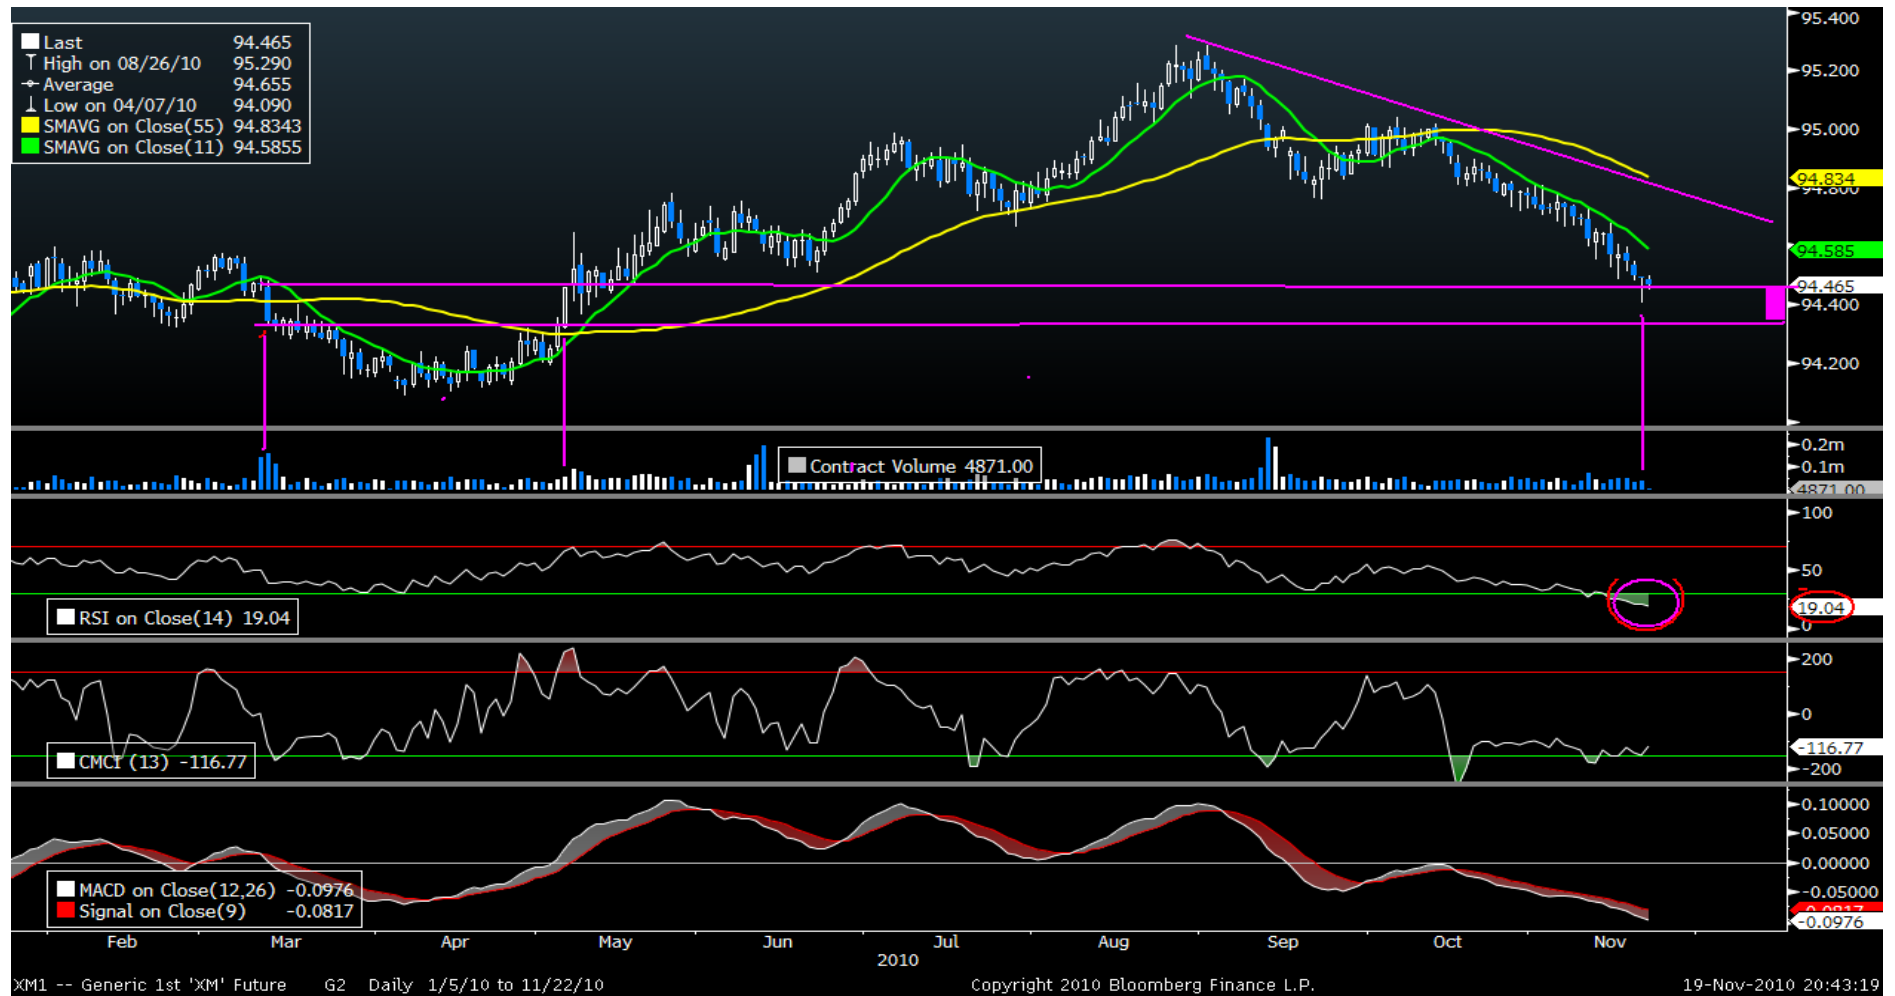 Last 94.465
High on 08/26/10 95.290
Average 94.655
Low on 04/07/10 94.090
SMAVG on Close(55) 94.8343
SMAVG on Close(11) 94.5855
95.400
95.200
95.000
94.834
94.800
94.585
94.465
94.400
94.200
Contract Volume 4871.00
0.2m
0.1m
4871.00
100
50
19.04
0
RSI on Close(14) 19.04
200
0
-116.77
-200
CMCI (13) -116.77
0.10000
0.05000
0.00000
-0.05000
-0.0817
-0.0976
MACD on Close(12,26) -0.0976
Signal on Close(9) -0.0817
Feb Mar Apr May Jun Jul Aug Sep Oct Nov
2010
XM1 -- Generic 1st 'XM' Future G2 Daily 1/5/10 to 11/22/10 Copyright 2010 Bloomberg Finance L.P. 19-Nov-2010 20:43:19